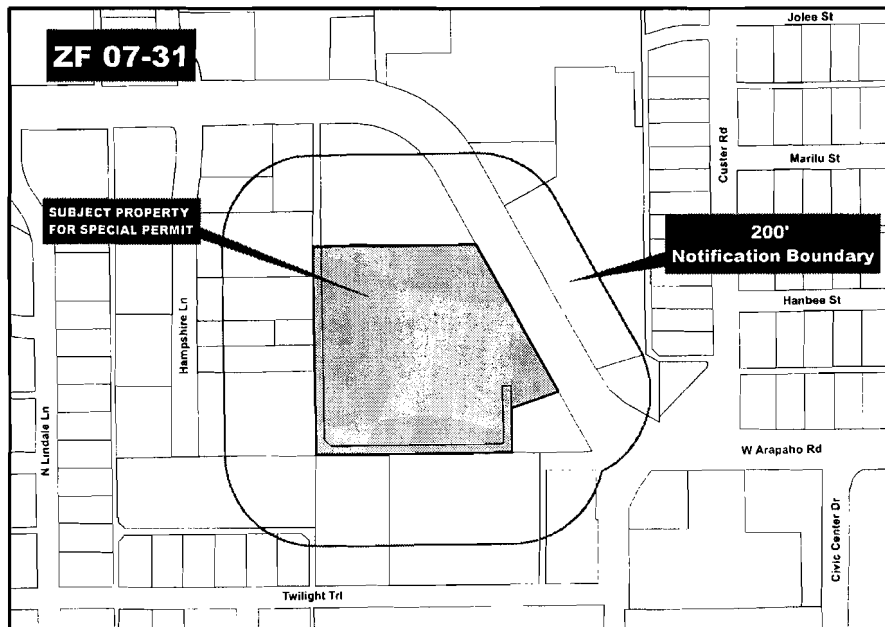 Jolee St
ZF 07-31
Custer Rd
Marilu St
SUBJECT PROPERTY
FOR SPECIAL PERMIT
200'
Notification Boundary
Hanbee St
Hampshire Ln
N Lindale Ln
W Arapaho Rd
Civic Center Dr
Twilight Trl